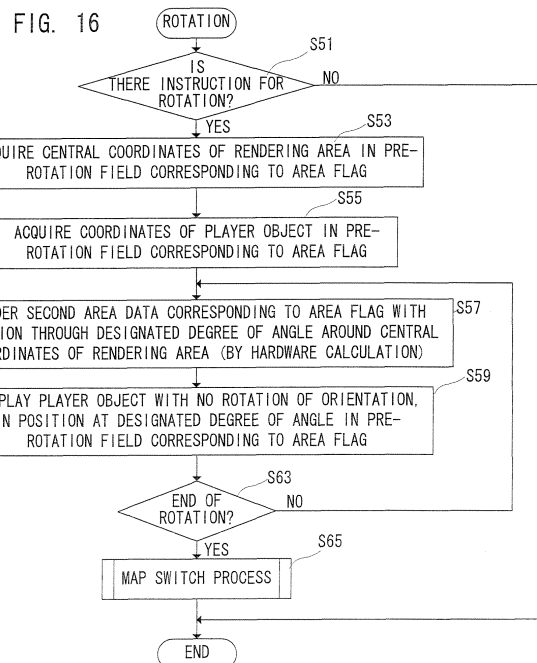 FIG. 16
ROTATION
S51
IS
THERE INSTRUCTION FOR
ROTATION?
NO
YES
S53
CENTRAL COORDINATES OF RENDERING AREA IN PRE-
ROTATION FIELD CORRESPONDING TO AREA FLAG
S55
ACQUIRE COORDINATES OF PLAYER OBJECT IN PRE-
ROTATION FIELD CORRESPONDING TO AREA FLAG
S57
SECOND AREA DATA CORRESPONDING TO AREA FLAG WITH
THROUGH DESIGNATED DEGREE OF ANGLE AROUND CENTRAL
OF RENDERING AREA (BY HARDWARE CALCULATION)
S59
PLAYER OBJECT WITH NO ROTATION OF ORIENTATION,
POSITION AT DESIGNATED DEGREE OF ANGLE IN PRE-
ROTATION FIELD CORRESPONDING TO AREA FLAG
S63
END OF
ROTATION?
NO
YES
S65
MAP SWITCH PROCESS
END